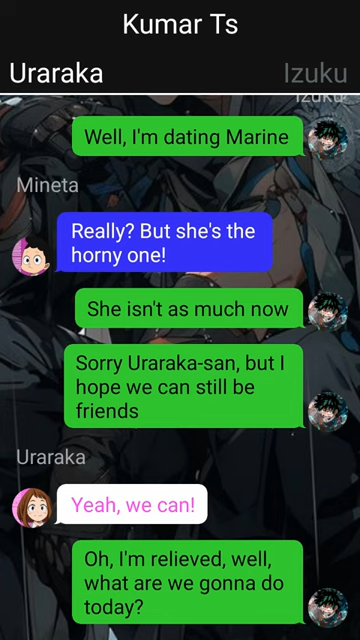 Kumar Ts
Uraraka
Izuku
Izuku
Well, I'm dating Marine
Mineta
Really? But she's the
horny one!
She isn't as much now
Sorry Uraraka-san, but I
hope we can still be
friends
Uraraka
Yeah, we can!
Oh, I'm relieved, well,
what are we gonna do
today?